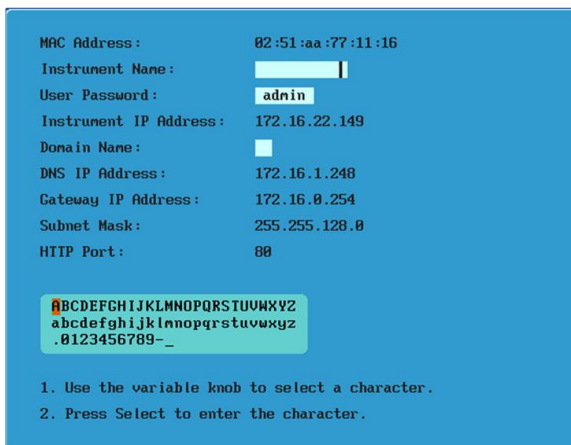 MAC Address: 02:51:aa:77:11:16
Instrument Name:
User Password: admin
Instrument IP Address: 172.16.22.149
Domain Name:
DNS IP Address: 172.16.1.248
Gateway IP Address: 172.16.0.254
Subnet Mask: 255.255.128.0
HTTP Port: 80
ABCDEFGHIJKLMNOPQRSTUVWXYZ
abcdefghijklmnopqrstuvwxyz
.0123456789-_
1. Use the variable knob to select a character.
2. Press Select to enter the character.